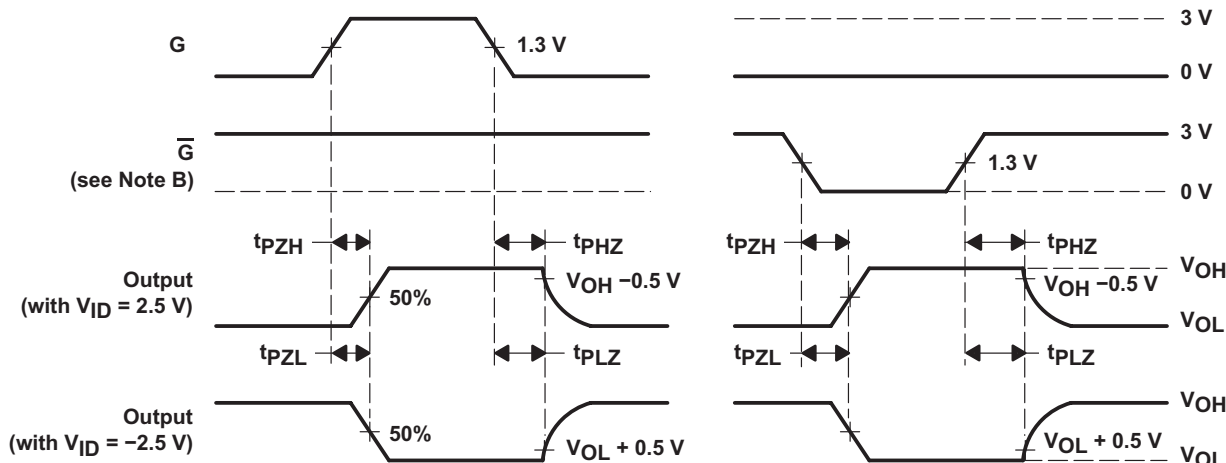 3 V
G
1.3 V
0 V
G̅
(see Note B)
3 V
1.3 V
0 V
tPZH
tPHZ
tPZH
tPHZ
Output
(with VID = 2.5 V)
50%
VOH −0.5 V
VOH −0.5 V
VOH
VOL
tPZL
tPLZ
tPZL
tPLZ
Output
(with VID = −2.5 V)
50%
VOL + 0.5 V
VOL + 0.5 V
VOH
VOL